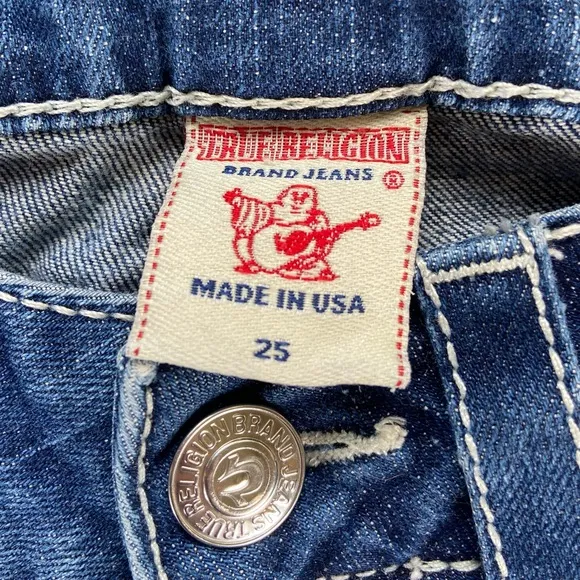 TRUE RELIGION
BRAND JEANS ®
MADE IN USA
25
TRUE RELIGION BRAND JEANS